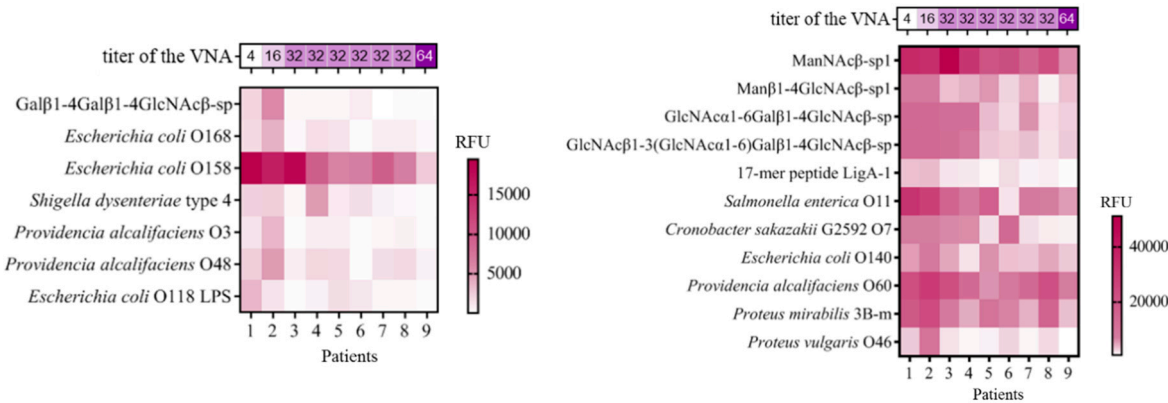 titer of the VNA 4 16 32 32 32 32 32 32 64
Galβ1-4Galβ1-4GlcNAcβ-sp
Escherichia coli O168
Escherichia coli O158
Shigella dysenteriae type 4
Providencia alcalifaciens O3
Providencia alcalifaciens O48
Escherichia coli O118 LPS
1 2 3 4 5 6 7 8 9
Patients
RFU
15000
10000
5000
titer of the VNA 4 16 32 32 32 32 32 32 64
ManNAcβ-sp1
Manβ1-4GlcNAcβ-sp1
GlcNAcα1-6Galβ1-4GlcNAcβ-sp
GlcNAcβ1-3(GlcNAcα1-6)Galβ1-4GlcNAcβ-sp
17-mer peptide LigA-1
Salmonella enterica O11
Cronobacter sakazakii G2592 O7
Escherichia coli O140
Providencia alcalifaciens O60
Proteus mirabilis 3B-m
Proteus vulgaris O46
1 2 3 4 5 6 7 8 9
Patients
RFU
40000
20000